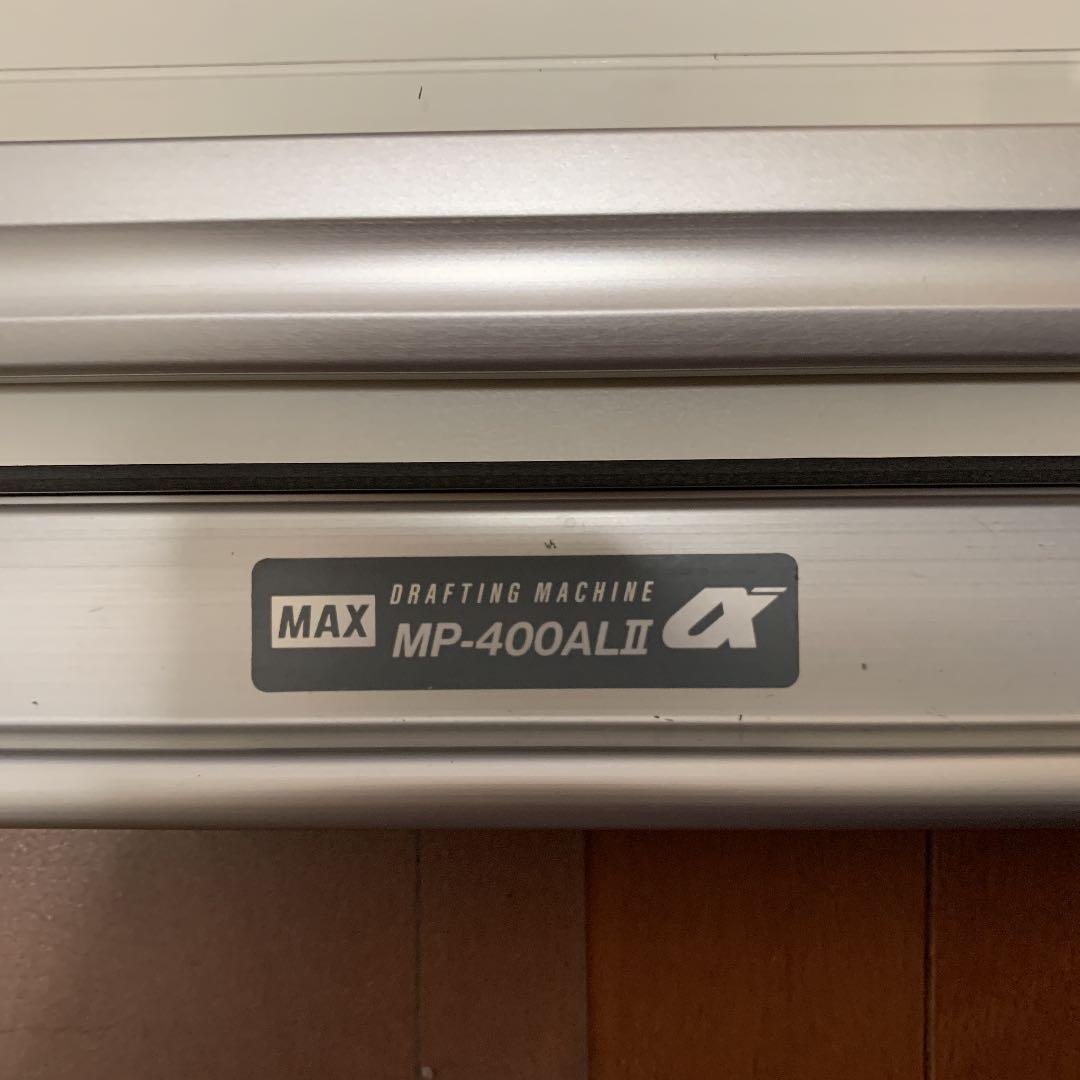 MAX
DRAFTING MACHINE
MP-400ALⅡ α